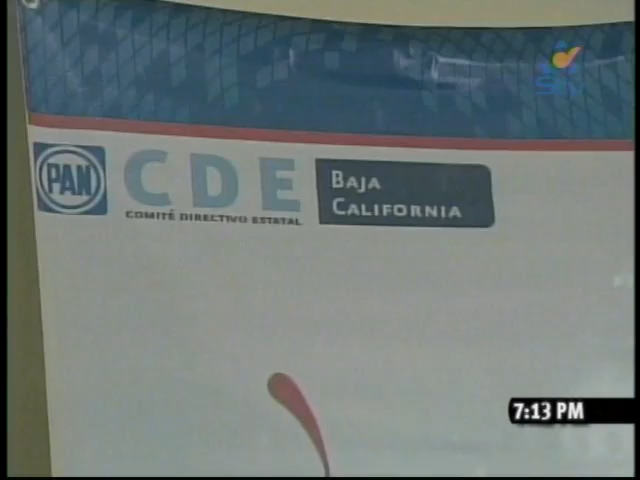 PAN
CDE
COMITÉ DIRECTIVO ESTATAL
BAJA
CALIFORNIA
7:13 PM